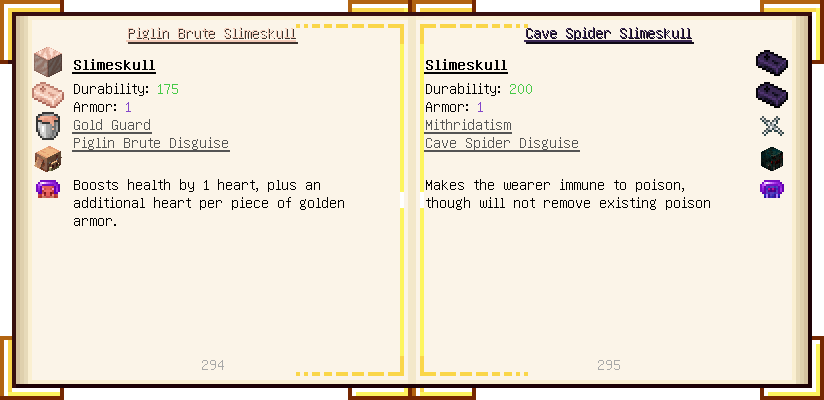 Piglin Brute Slimeskull
Slimeskull
Durability: 175
Armor: 1
Gold Guard
Piglin Brute Disguise
Boosts health by 1 heart, plus an
additional heart per piece of golden
armor.
294
Cave Spider Slimeskull
Slimeskull
Durability: 200
Armor: 1
Mithridatism
Cave Spider Disguise
Makes the wearer immune to poison,
though will not remove existing poison
295